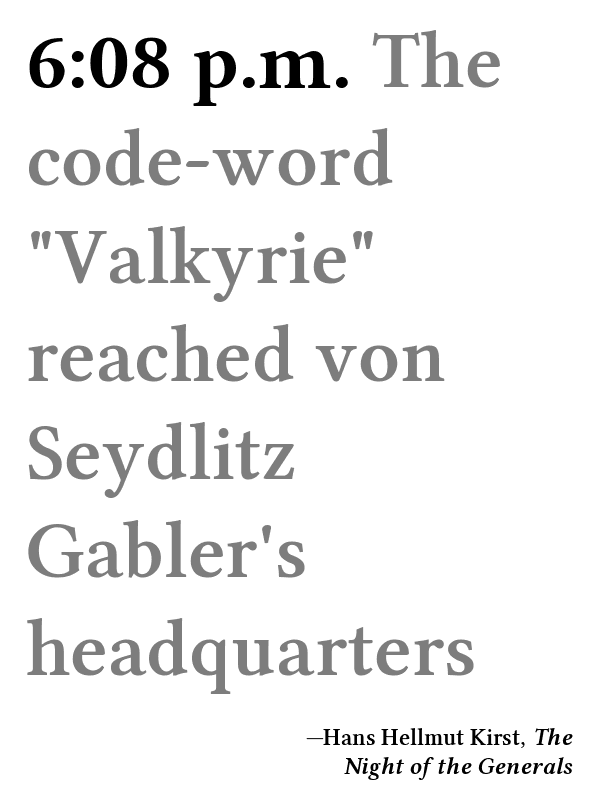 6:08 p.m. The
code-word
"Valkyrie"
reached von
Seydlitz
Gabler's
headquarters
—Hans Hellmut Kirst, The
Night of the Generals